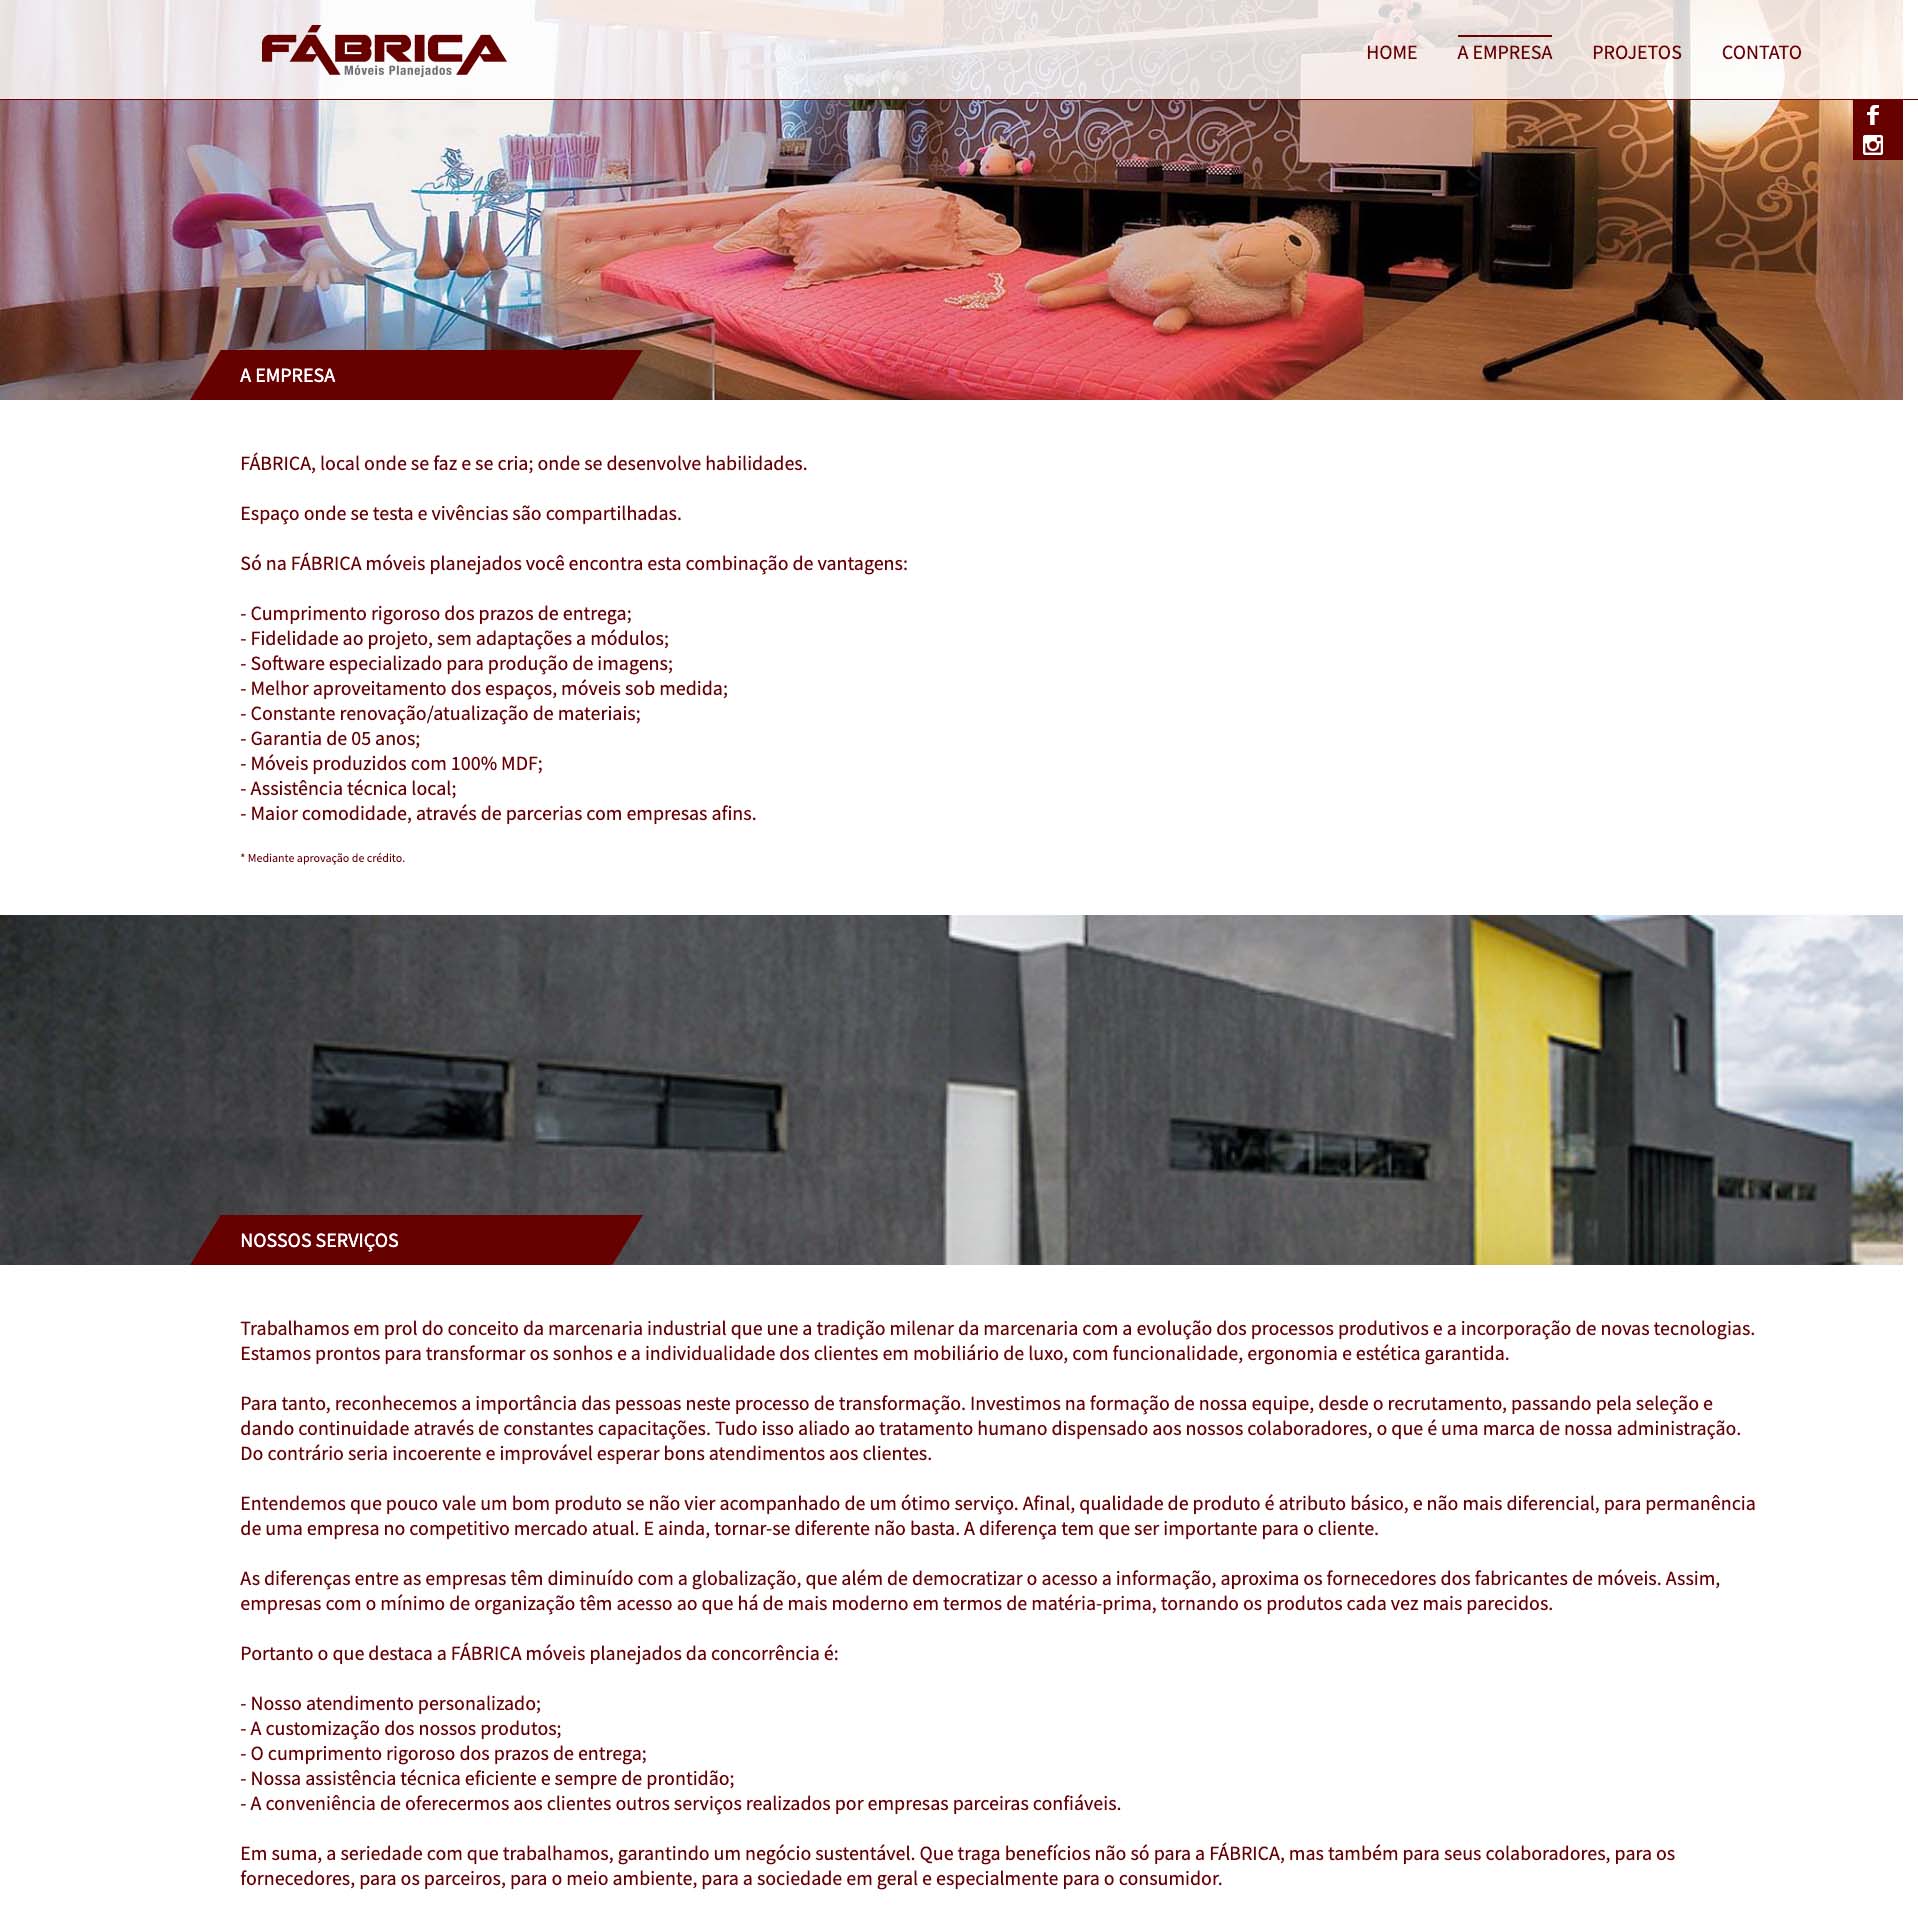 FÁBRICA
Móveis Planejados
HOME
A EMPRESA
PROJETOS
CONTATO
A EMPRESA
FÁBRICA, local onde se faz e se cria; onde se desenvolve habilidades.
Espaço onde se testa e vivências são compartilhadas.
Só na FÁBRICA móveis planejados você encontra esta combinação de vantagens:
- Cumprimento rigoroso dos prazos de entrega;
- Fidelidade ao projeto, sem adaptações a módulos;
- Software especializado para produção de imagens;
- Melhor aproveitamento dos espaços, móveis sob medida;
- Constante renovação/atualização de materiais;
- Garantia de 05 anos;
- Móveis produzidos com 100% MDF;
- Assistência técnica local;
- Maior comodidade, através de parcerias com empresas afins.
* Mediante aprovação de crédito.
NOSSOS SERVIÇOS
Trabalhamos em prol do conceito da marcenaria industrial que une a tradição milenar da marcenaria com a evolução dos processos produtivos e a incorporação de novas tecnologias.
Estamos prontos para transformar os sonhos e a individualidade dos clientes em mobiliário de luxo, com funcionalidade, ergonomia e estética garantida.
Para tanto, reconhecemos a importância das pessoas neste processo de transformação. Investimos na formação de nossa equipe, desde o recrutamento, passando pela seleção e
dando continuidade através de constantes capacitações. Tudo isso aliado ao tratamento humano dispensado aos nossos colaboradores, o que é uma marca de nossa administração.
Do contrário seria incoerente e improvável esperar bons atendimentos aos clientes.
Entendemos que pouco vale um bom produto se não vier acompanhado de um ótimo serviço. Afinal, qualidade de produto é atributo básico, e não mais diferencial, para permanência
de uma empresa no competitivo mercado atual. E ainda, tornar-se diferente não basta. A diferença tem que ser importante para o cliente.
As diferenças entre as empresas têm diminuído com a globalização, que além de democratizar o acesso a informação, aproxima os fornecedores dos fabricantes de móveis. Assim,
empresas com o mínimo de organização têm acesso ao que há de mais moderno em termos de matéria-prima, tornando os produtos cada vez mais parecidos.
Portanto o que destaca a FÁBRICA móveis planejados da concorrência é:
- Nosso atendimento personalizado;
- A customização dos nossos produtos;
- O cumprimento rigoroso dos prazos de entrega;
- Nossa assistência técnica eficiente e sempre de prontidão;
- A conveniência de oferecermos aos clientes outros serviços realizados por empresas parceiras confiáveis.
Em suma, a seriedade com que trabalhamos, garantindo um negócio sustentável. Que traga benefícios não só para a FÁBRICA, mas também para seus colaboradores, para os
fornecedores, para os parceiros, para o meio ambiente, para a sociedade em geral e especialmente para o consumidor.